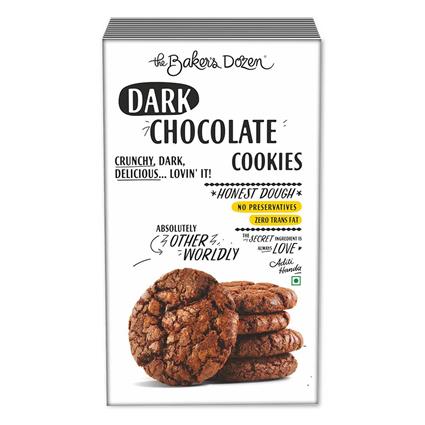 the Baker's Dozen
DARK
CHOCOLATE
COOKIES
CRUNCHY, DARK,
DELICIOUS... LOVIN' IT!
*HONEST DOUGH*
NO PRESERVATIVES
ZERO TRANS FAT
ABSOLUTELY
OTHER
WORLDLY
THE SECRET INGREDIENT IS
ALWAYS LOVE
Aditi
Handa